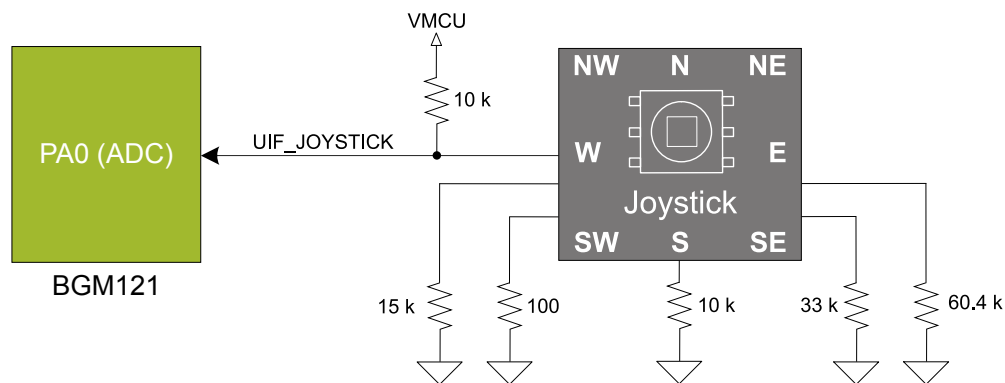 VMCU
10 k
NW N NE
PA0 (ADC)
UIF_JOYSTICK
W E
Joystick
SW S SE
BGM121
15 k 100 10 k 33 k 60.4 k